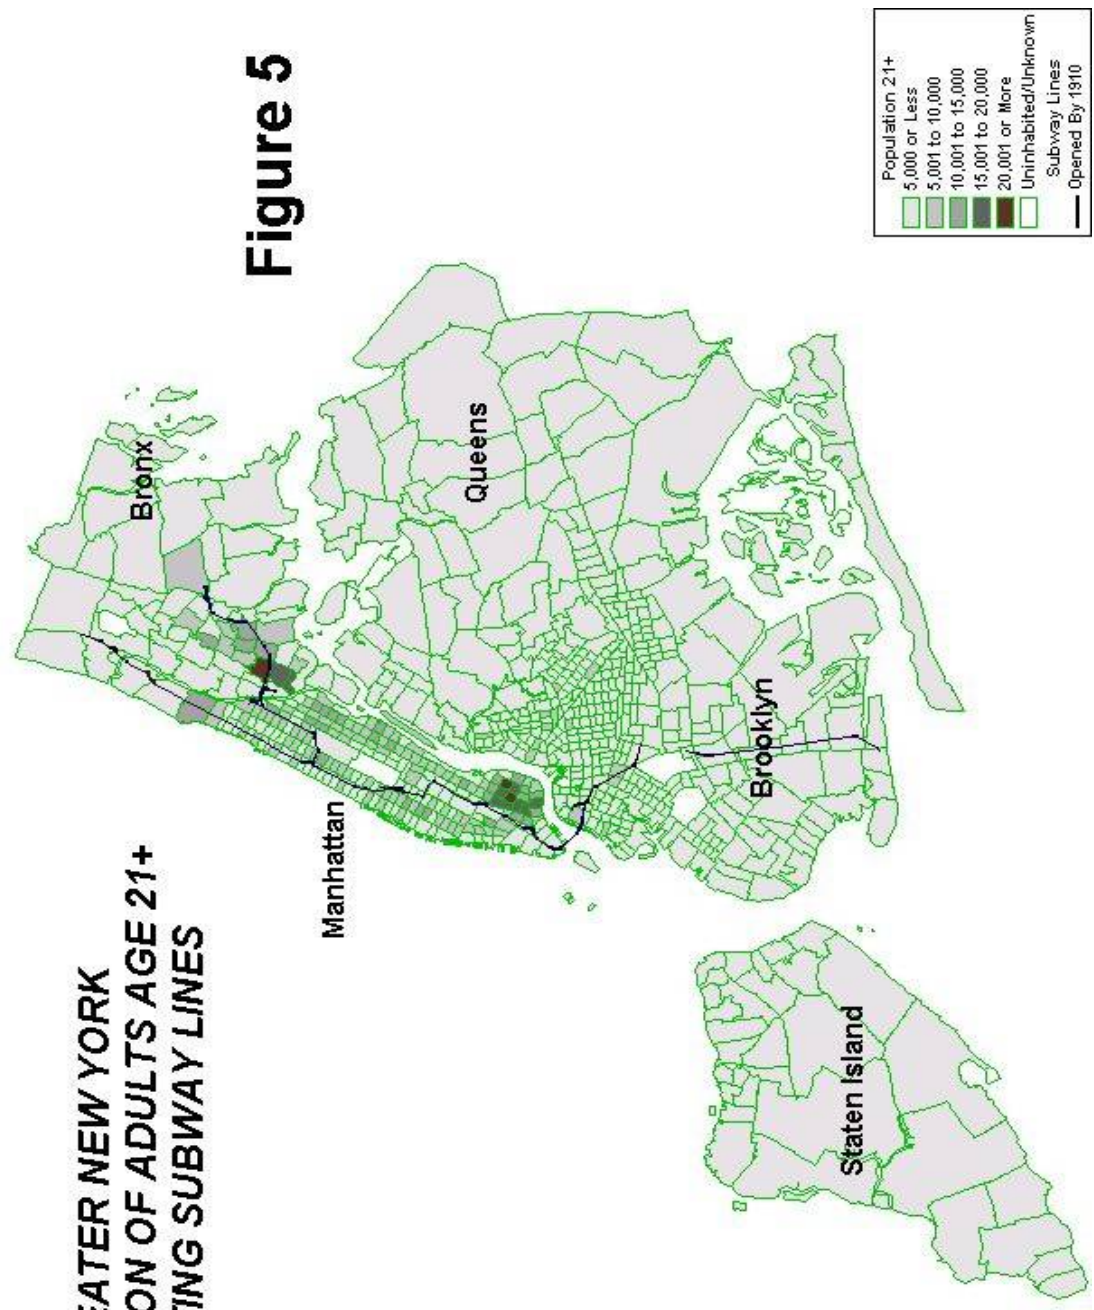 EATER NEW YORK
ON OF ADULTS AGE 21+
TING SUBWAY LINES
Figure 5
Manhattan
Bronx
Queens
Brooklyn
Staten Island
Population 21+
5,000 or Less
5,001 to 10,000
10,001 to 15,000
15,001 to 20,000
20,001 or More
Uninhabited/Unknown
Subway Lines
Opened By 1910